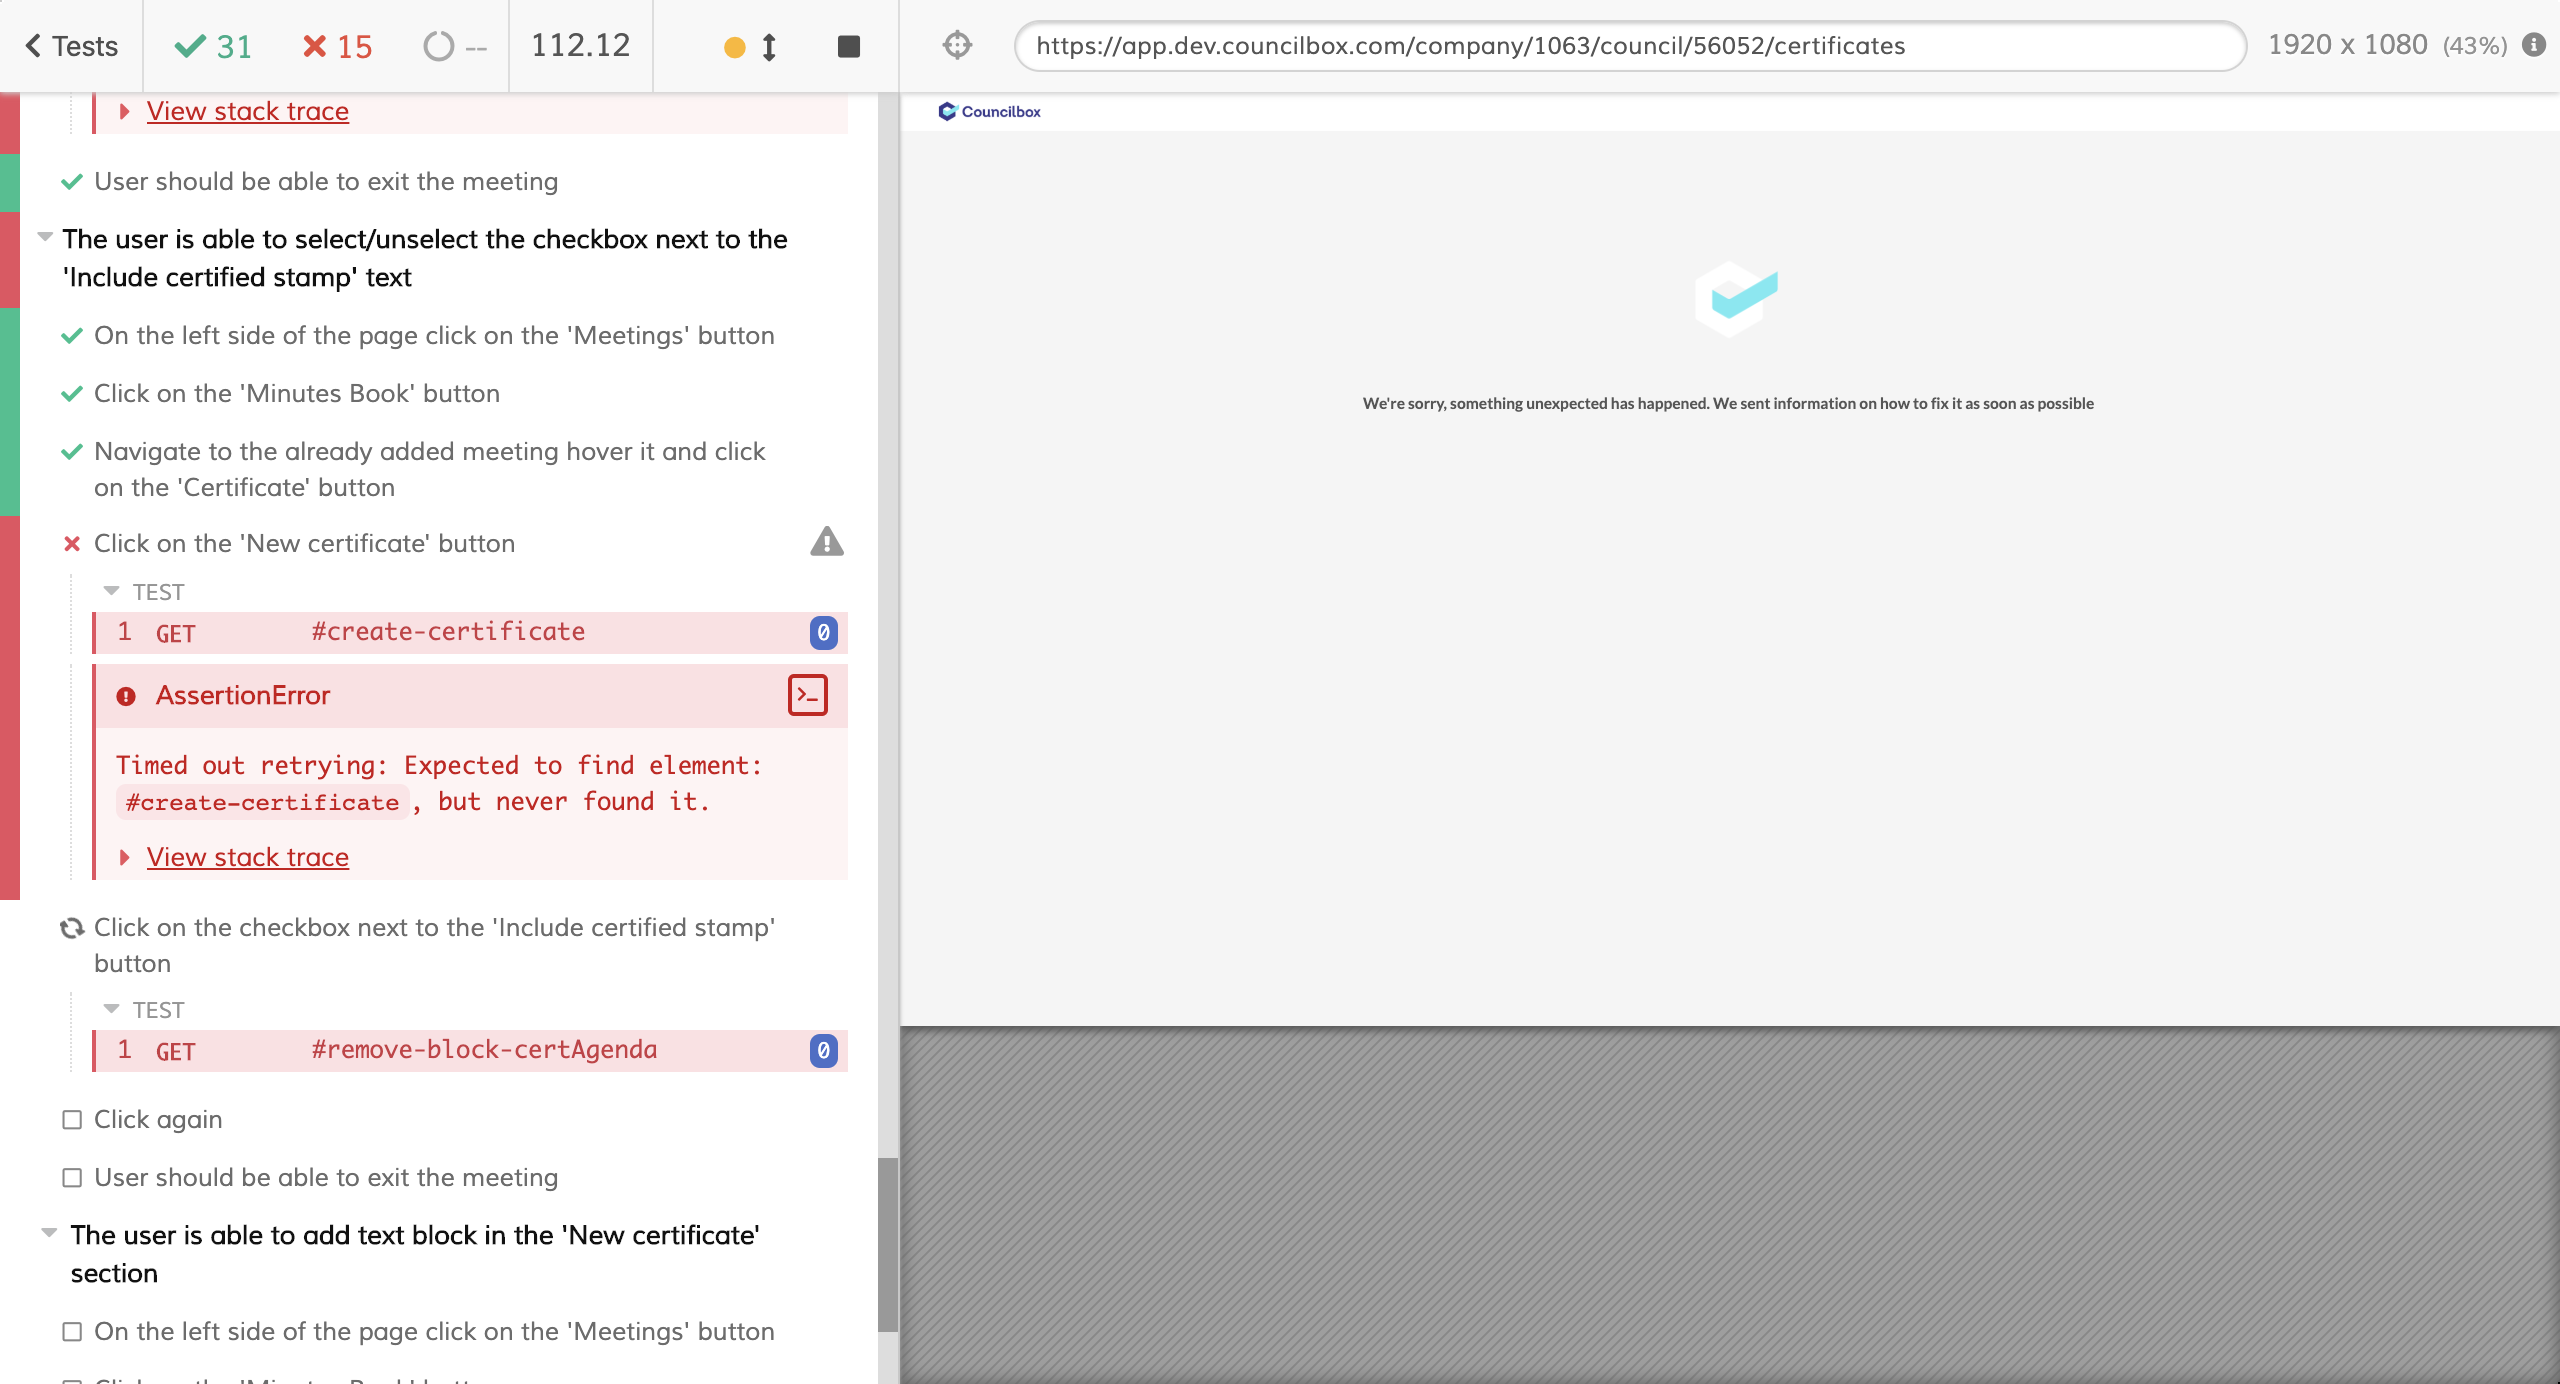 Tests
31
15
--
112.12
https://app.dev.councilbox.com/company/1063/council/56052/certificates
1920 x 1080 (43%)
View stack trace
User should be able to exit the meeting
The user is able to select/unselect the checkbox next to the
'Include certified stamp' text
On the left side of the page click on the 'Meetings' button
Click on the 'Minutes Book' button
Navigate to the already added meeting hover it and click
on the 'Certificate' button
Click on the 'New certificate' button
TEST
1 GET #create-certificate 0
AssertionError
Timed out retrying: Expected to find element:
#create-certificate, but never found it.
View stack trace
Click on the checkbox next to the 'Include certified stamp'
button
TEST
1 GET #remove-block-certAgenda 0
Click again
User should be able to exit the meeting
The user is able to add text block in the 'New certificate'
section
On the left side of the page click on the 'Meetings' button
Councilbox
We're sorry, something unexpected has happened. We sent information on how to fix it as soon as possible